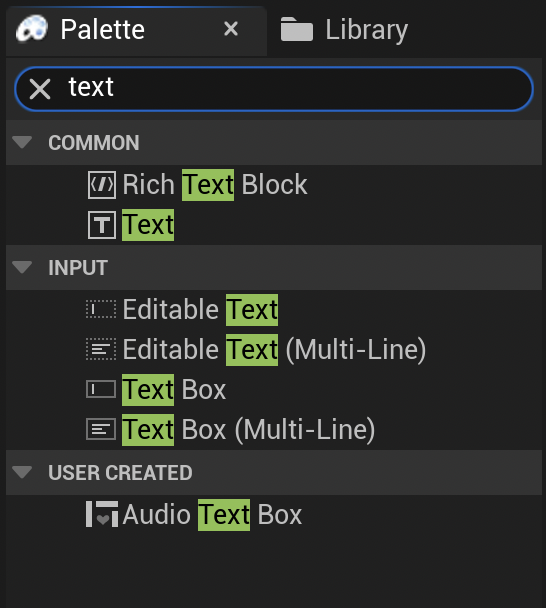 Palette
Library
text
COMMON
Rich Text Block
Text
INPUT
Editable Text
Editable Text (Multi-Line)
Text Box
Text Box (Multi-Line)
USER CREATED
Audio Text Box